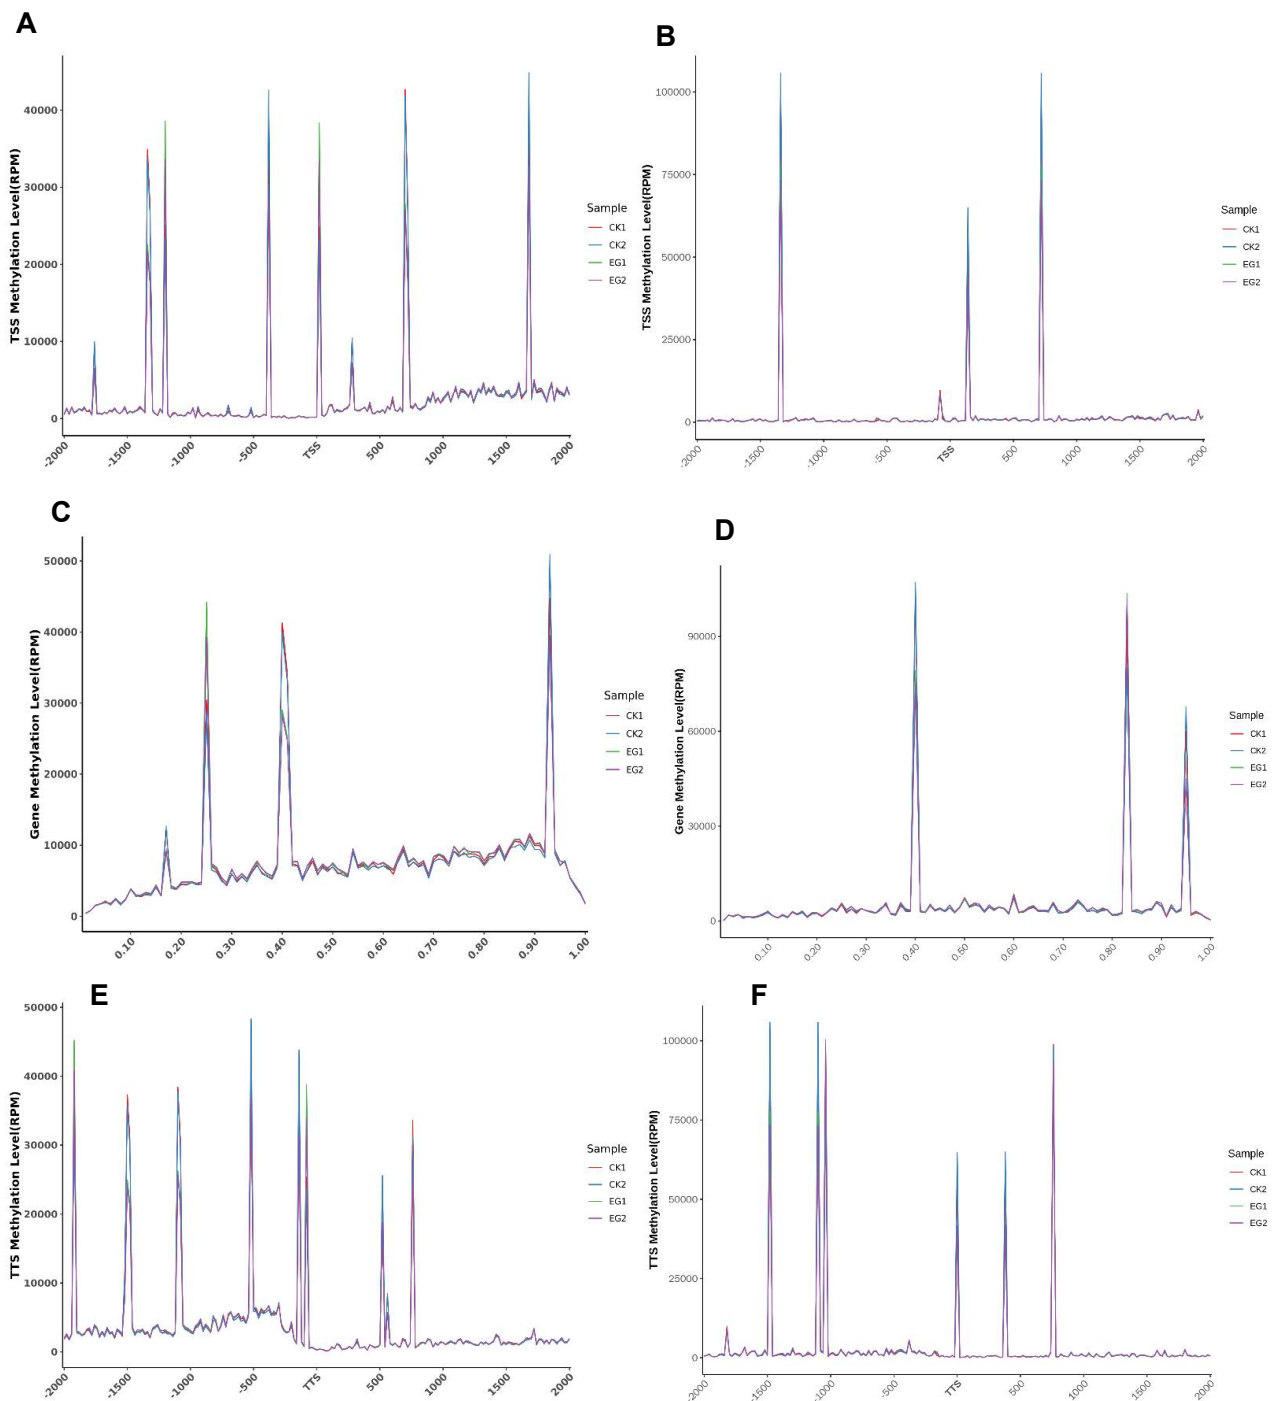 A
TSS Methylation Level(RPM)
40000
30000
20000
10000
0
-2000
-1500
-1000
-500
TSS
500
1000
1500
2000
Sample
CK1
CK2
EG1
EG2
B
TSS Methylation Level(RPM)
100000
75000
50000
25000
0
-2000
-1500
-1000
-500
TSS
500
1000
1500
2000
Sample
CK1
CK2
EG1
EG2
C
Gene Methylation Level(RPM)
50000
40000
30000
20000
10000
0
0.10
0.20
0.30
0.40
0.50
0.60
0.70
0.80
0.90
1.00
Sample
CK1
CK2
EG1
EG2
D
Gene Methylation Level(RPM)
90000
60000
30000
0
0.10
0.20
0.30
0.40
0.50
0.60
0.70
0.80
0.90
1.00
Sample
CK1
CK2
EG1
EG2
E
TTS Methylation Level(RPM)
50000
40000
30000
20000
10000
0
-2000
-1500
-1000
-500
TTS
500
1000
1500
2000
Sample
CK1
CK2
EG1
EG2
F
TTS Methylation Level(RPM)
100000
75000
50000
25000
0
-2000
-1500
-1000
-500
TTS
500
1000
1500
2000
Sample
CK1
CK2
EG1
EG2